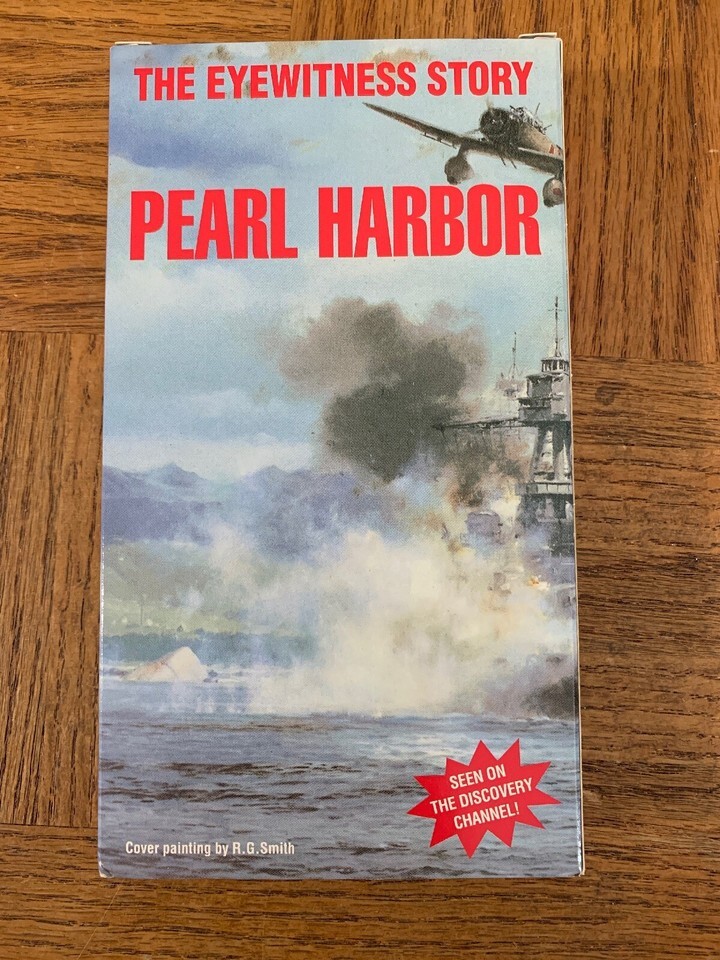 THE EYEWITNESS STORY
PEARL HARBOR
SEEN ON
THE DISCOVERY
CHANNEL!
Cover painting by R.G.Smith